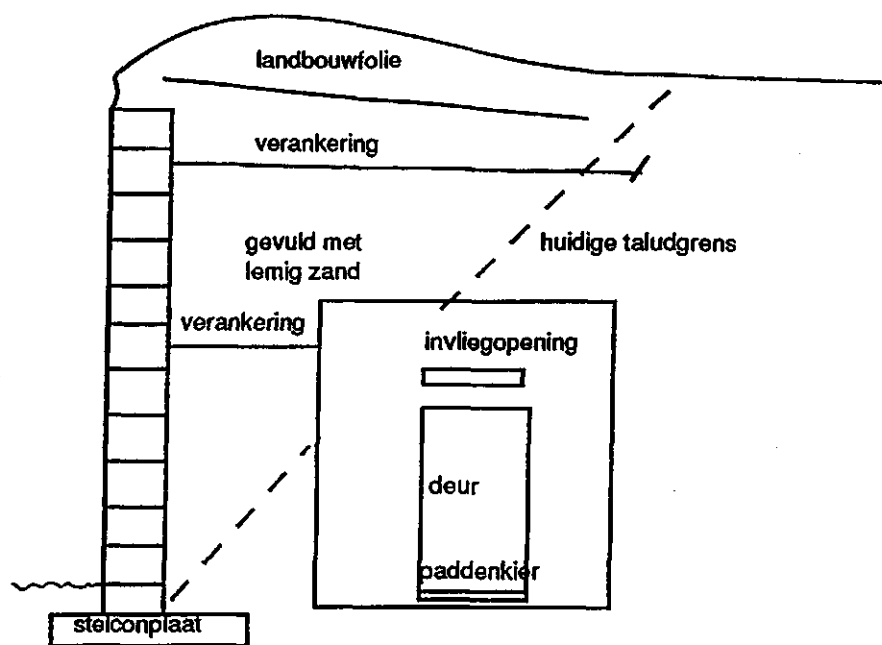 landbouwfolie
verankering
gevuld met
lemig zand
huidige taludgrens
verankering
invliegopening
deur
paddenkier
stelconplaat